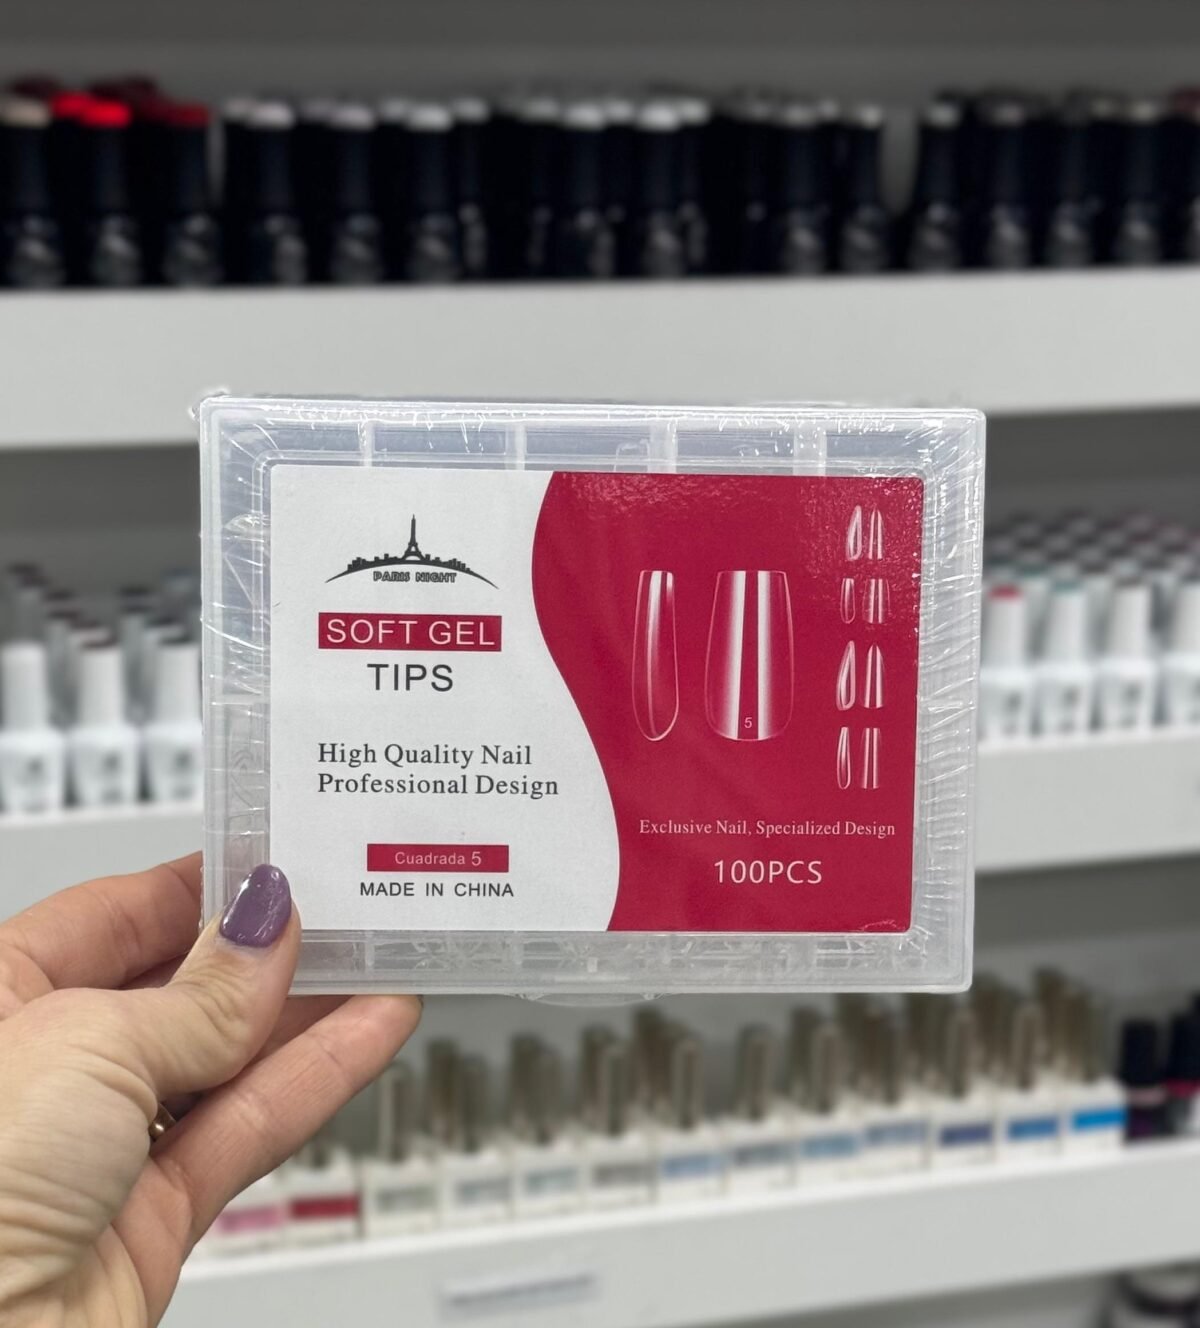 PARIS NIGHT
SOFT GEL
TIPS
High Quality Nail
Professional Design
Cuadrada 5
MADE IN CHINA
5
Exclusive Nail, Specialized Design
100PCS